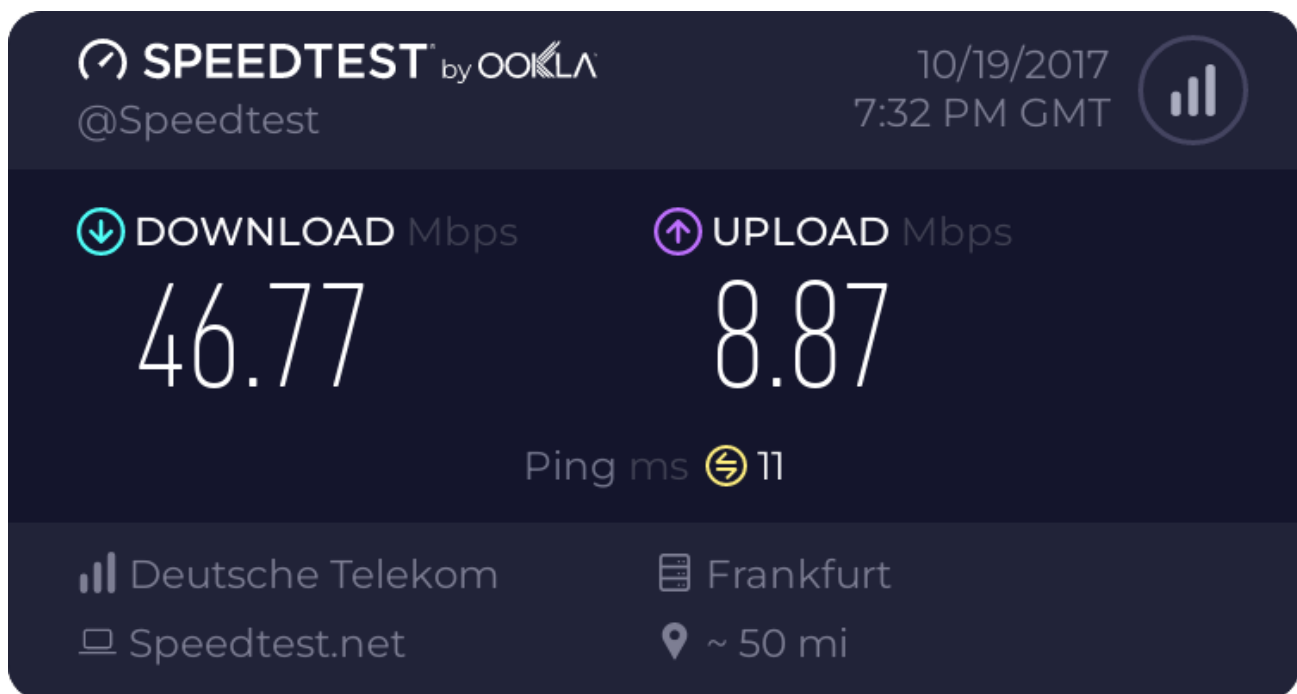 SPEEDTEST by OOKLA
@Speedtest
10/19/2017
7:32 PM GMT
DOWNLOAD Mbps
46.77
UPLOAD Mbps
8.87
Ping ms 11
Deutsche Telekom
Frankfurt
Speedtest.net
~ 50 mi